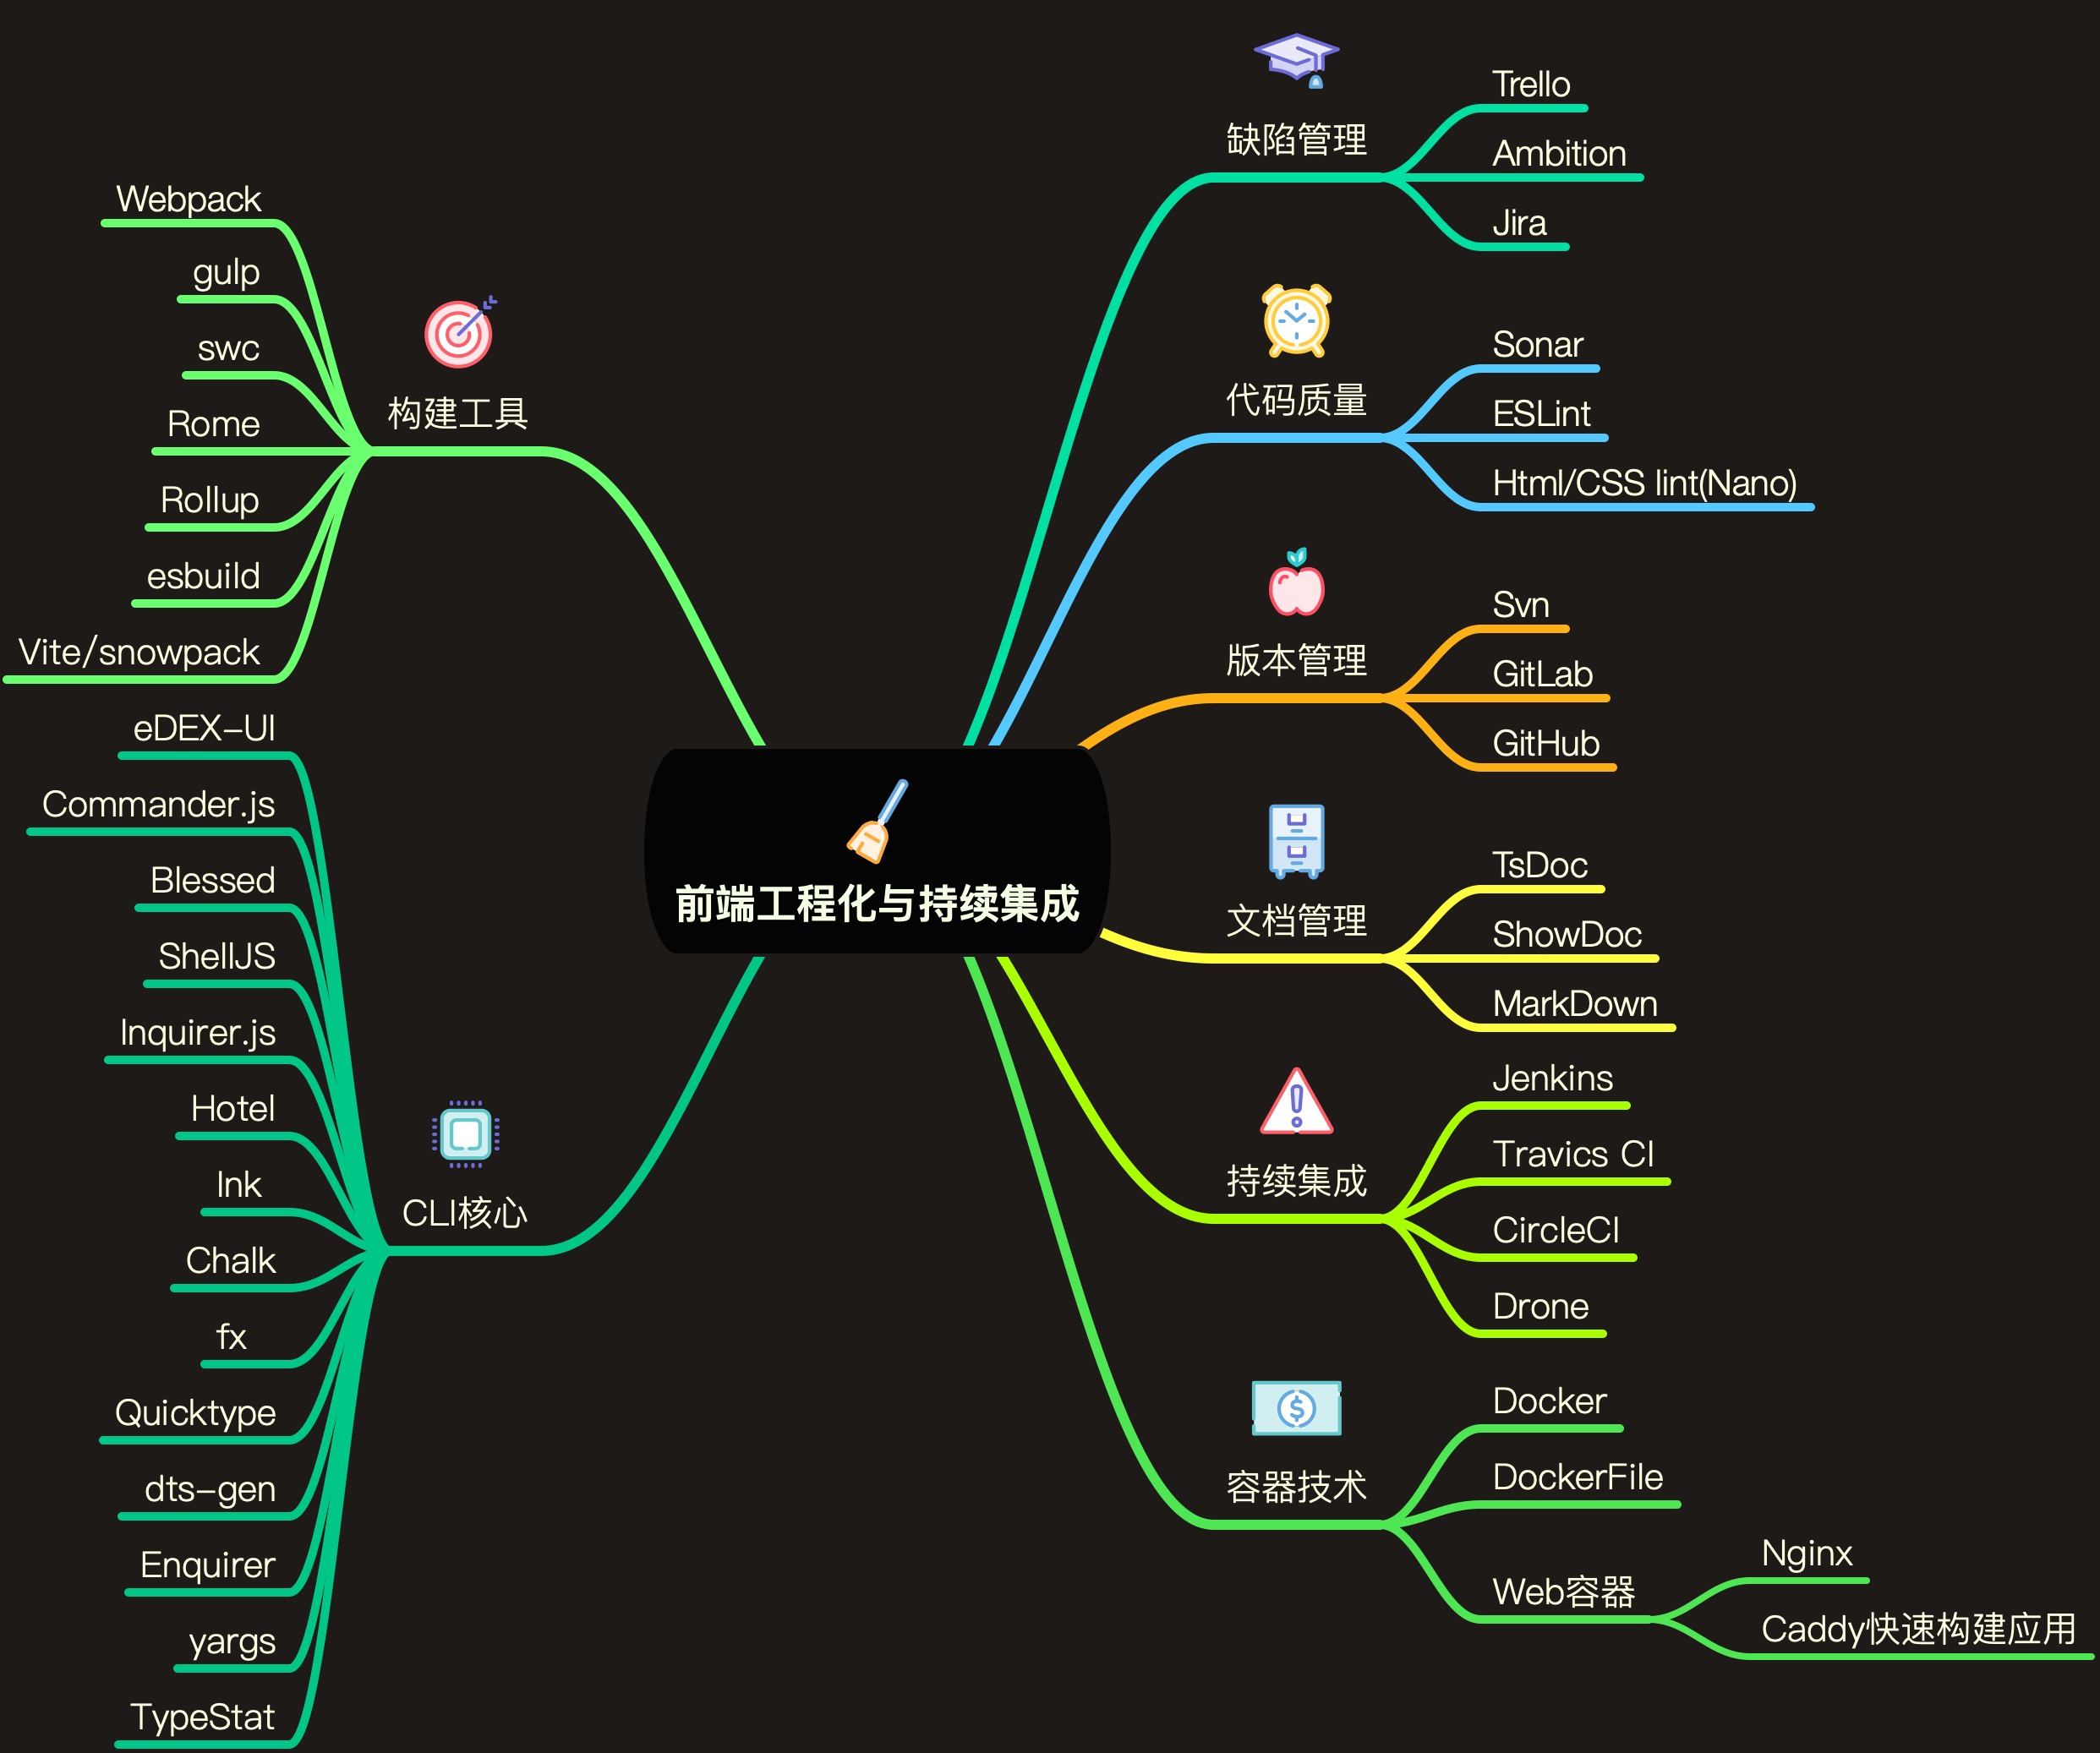 前端工程化与持续集成
缺陷管理
Trello
Ambition
Jira
代码质量
Sonar
ESLint
Html/CSS lint(Nano)
版本管理
Svn
GitLab
GitHub
文档管理
TsDoc
ShowDoc
MarkDown
持续集成
Jenkins
Travics CI
CircleCI
Drone
容器技术
Docker
DockerFile
Web容器
Nginx
Caddy快速构建应用
构建工具
Webpack
gulp
swc
Rome
Rollup
esbuild
Vite/snowpack
CLI核心
eDEX-UI
Commander.js
Blessed
ShellJS
Inquirer.js
Hotel
Ink
Chalk
fx
Quicktype
dts-gen
Enquirer
yargs
TypeStat